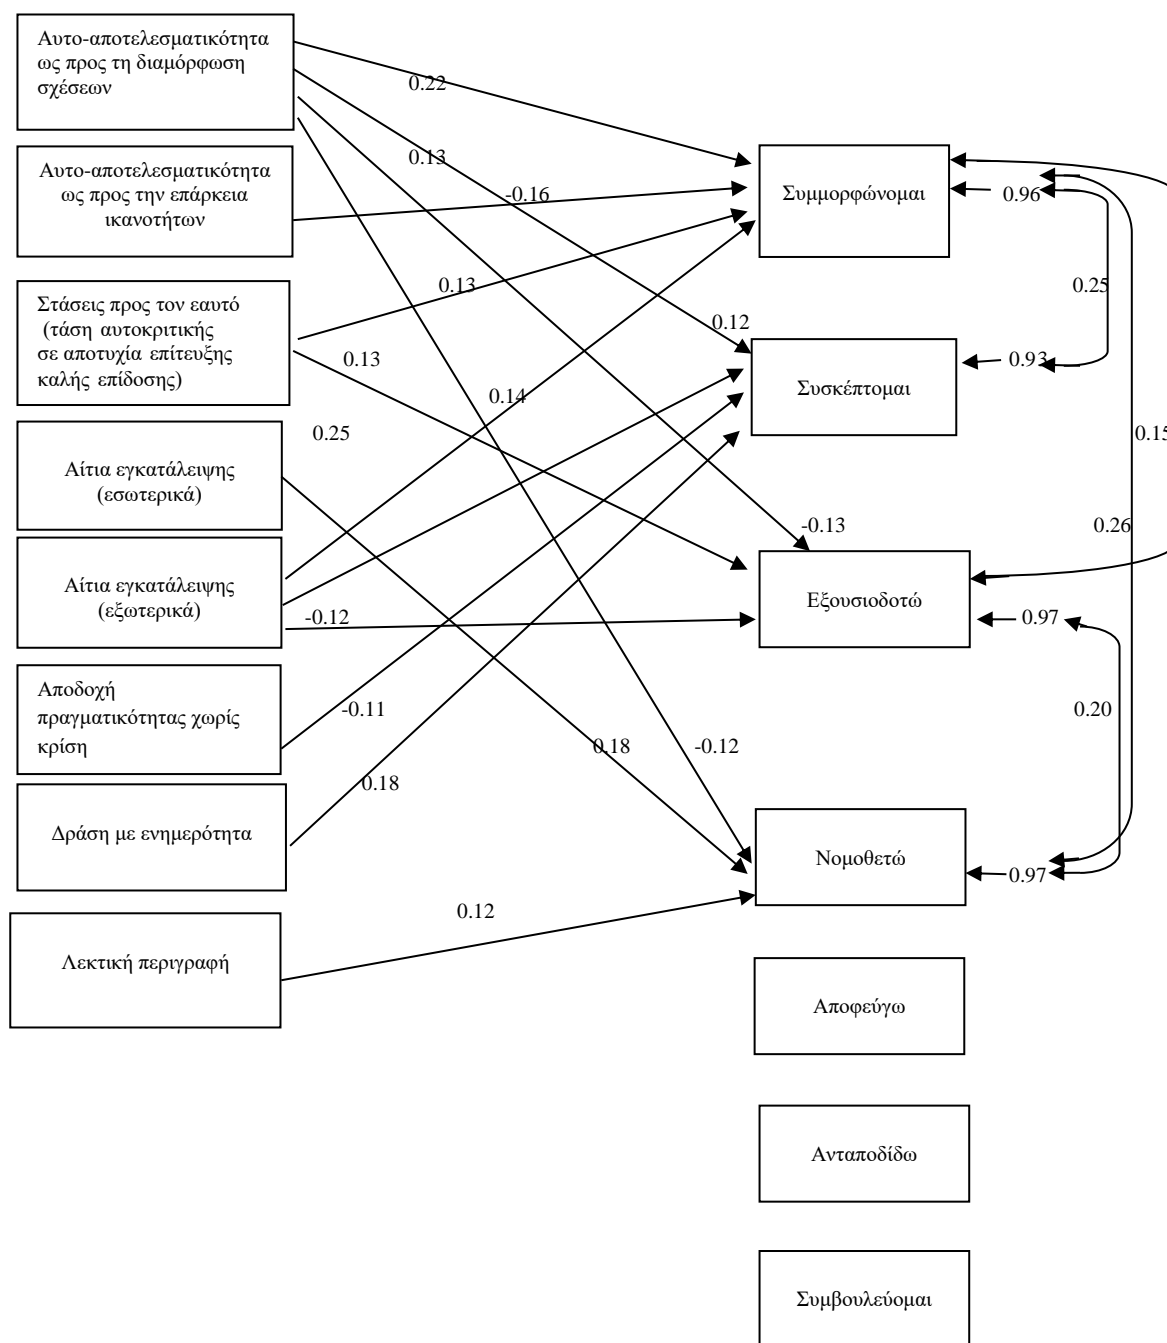 Αυτο-αποτελεσματικότητα
ως προς τη διαμόρφωση
σχέσεων
0.22
0.13
Αυτο-αποτελεσματικότητα
ως προς την επάρκεια
ικανοτήτων
-0.16
Συμμορφώνομαι
0.96
0.25
Στάσεις προς τον εαυτό
(τάση αυτοκριτικής
σε αποτυχία επίτευξης
καλής επίδοσης)
0.13
0.13
0.12
0.14
Συσκέπτομαι
0.93
0.25
0.15
Αίτια εγκατάλειψης
(εσωτερικά)
-0.13
0.26
Αίτια εγκατάλειψης
(εξωτερικά)
-0.12
Εξουσιοδοτώ
0.97
Αποδοχή
πραγματικότητας χωρίς
κρίση
-0.11
0.20
0.18
-0.12
0.18
Δράση με ενημερότητα
Νομοθετώ
0.97
0.12
Λεκτική περιγραφή
Αποφεύγω
Ανταποδίδω
Συμβουλεύομαι